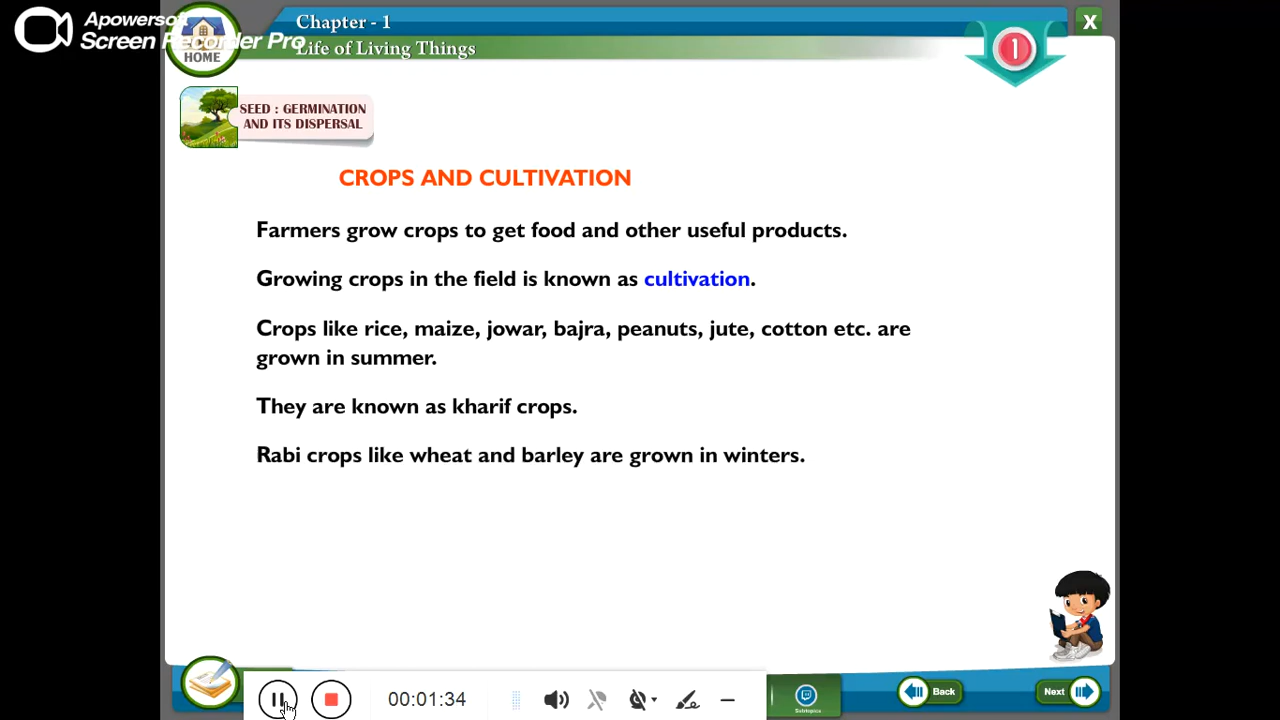 Apowersoft
Screen Recorder Pro
HOME
Chapter - 1
Life of Living Things
1
X
SEED : GERMINATION
AND ITS DISPERSAL
CROPS AND CULTIVATION
Farmers grow crops to get food and other useful products.
Growing crops in the field is known as cultivation.
Crops like rice, maize, jowar, bajra, peanuts, jute, cotton etc. are
grown in summer.
They are known as kharif crops.
Rabi crops like wheat and barley are grown in winters.
00:01:34
Subtopics
Back
Next